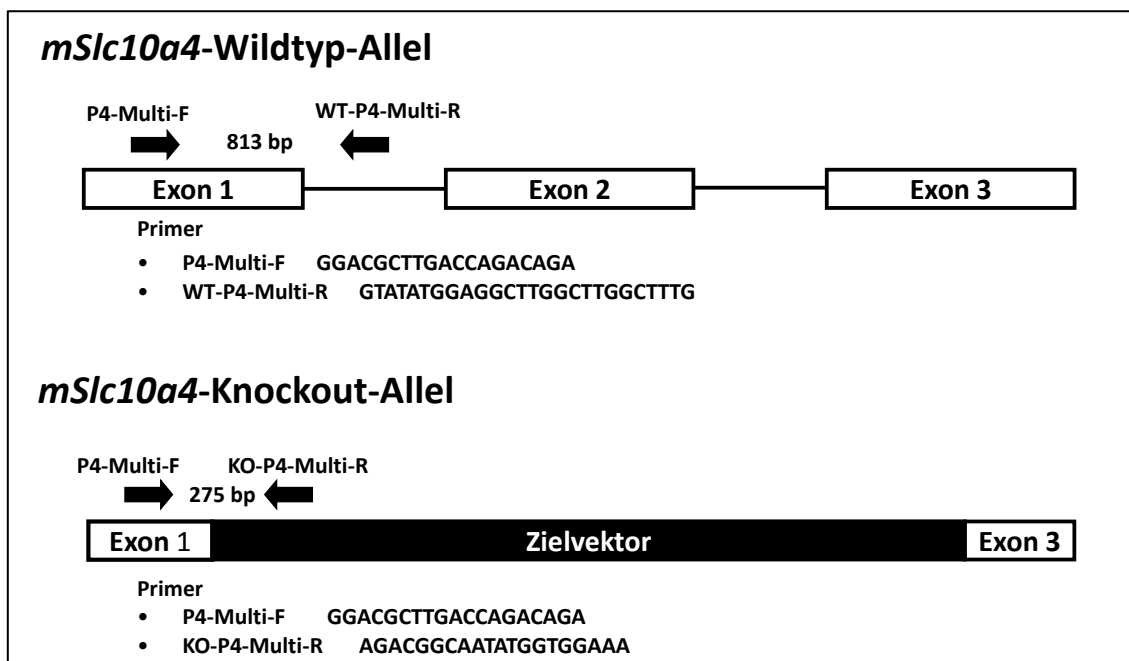 mSlc10a4-Wildtyp-Allel
P4-Multi-F
WT-P4-Multi-R
813 bp
Exon 1 Exon 2 Exon 3
Primer
• P4-Multi-F GGACGCTTGACCAGACAGA
• WT-P4-Multi-R GTATATGGAGGCTTGGCTTGGCTTTG
mSlc10a4-Knockout-Allel
P4-Multi-F KO-P4-Multi-R
275 bp
Exon 1 Zielvektor Exon 3
Primer
• P4-Multi-F GGACGCTTGACCAGACAGA
• KO-P4-Multi-R AGACGGCAATATGGTGGAAA